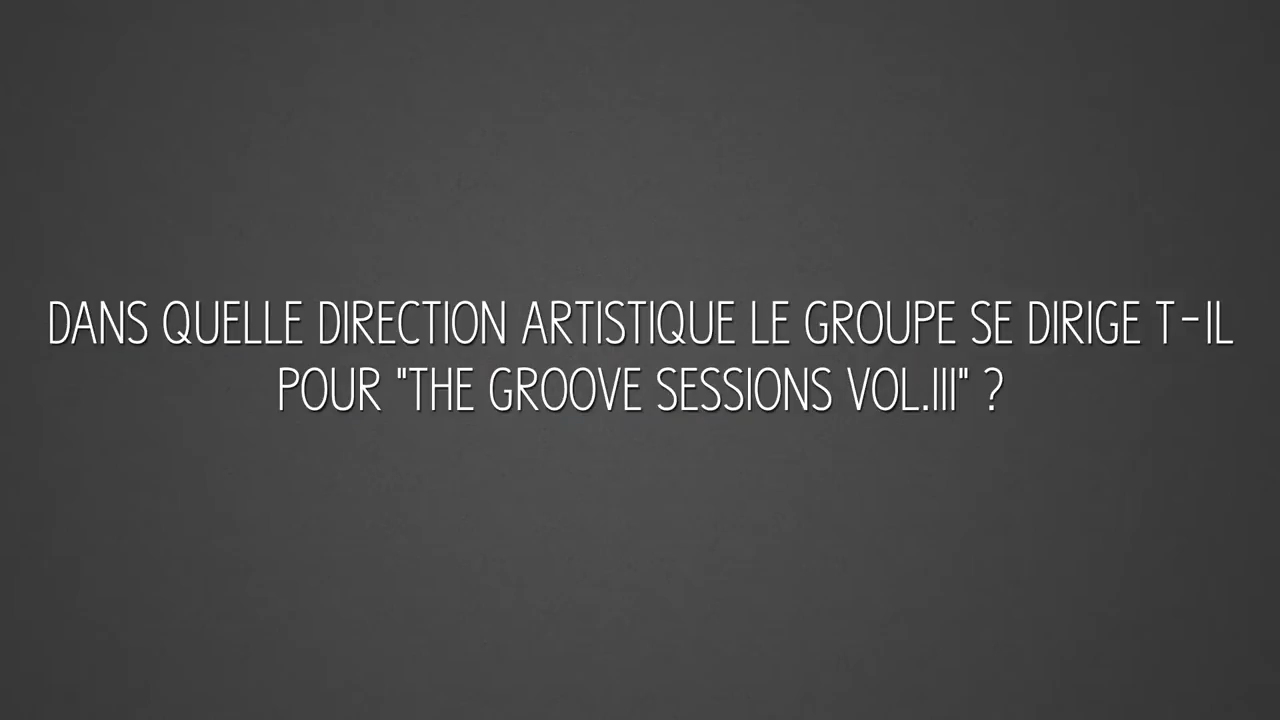 DANS QUELLE DIRECTION ARTISTIQUE LE GROUPE SE DIRIGE T-IL
POUR "THE GROOVE SESSIONS VOL.III" ?